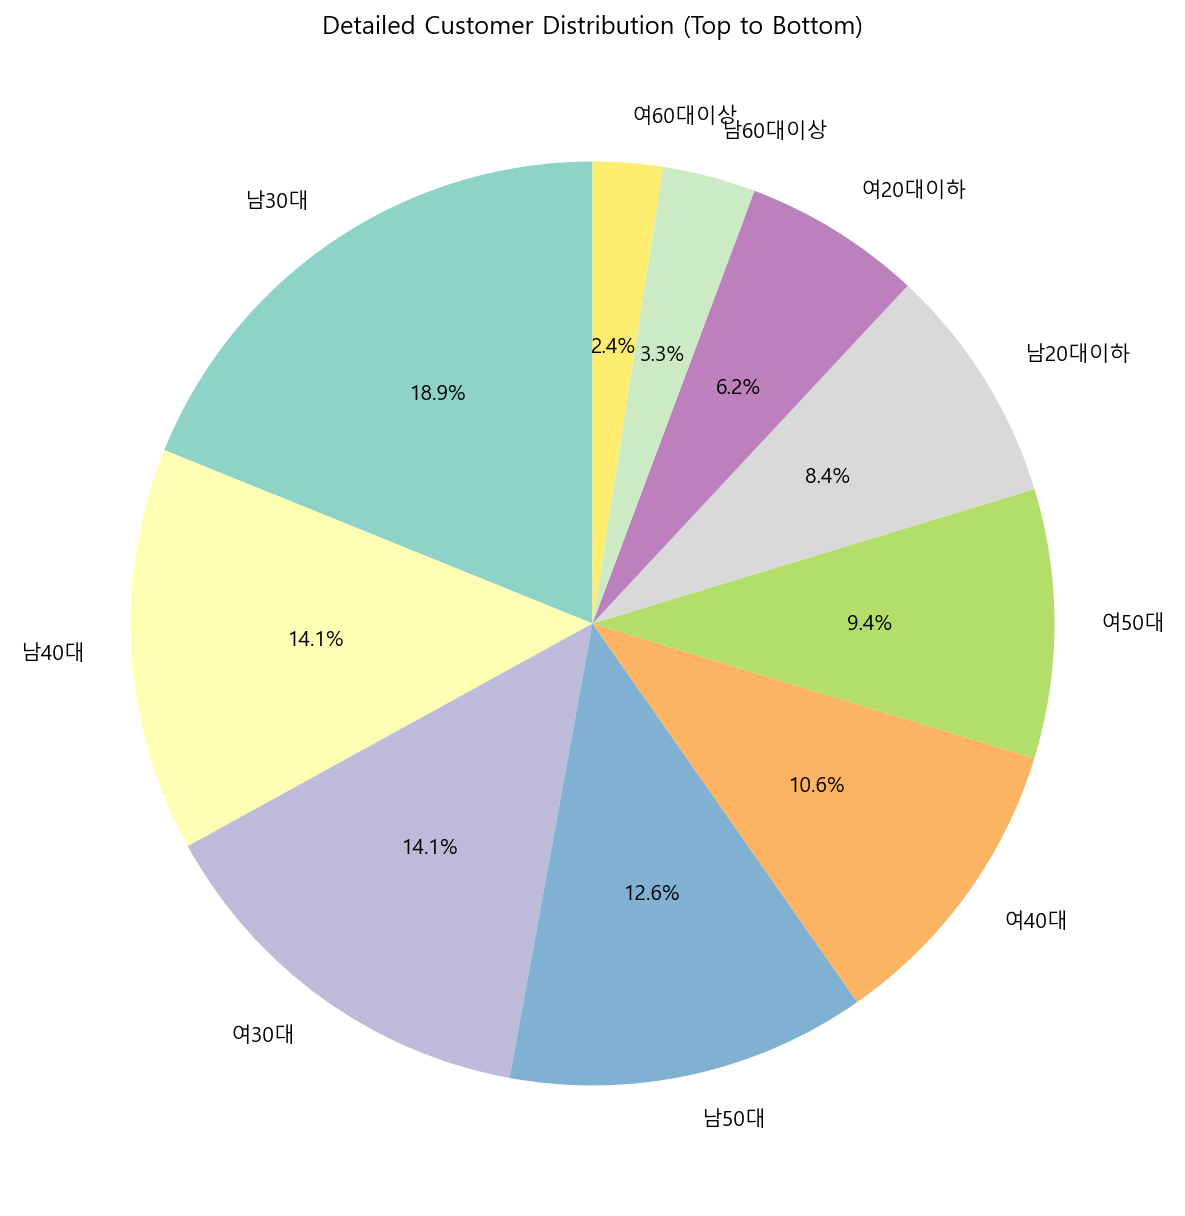 Detailed Customer Distribution (Top to Bottom)
여60대이상
남60대이상
여20대이하
남30대
남20대이하
2.4%
3.3%
6.2%
18.9%
8.4%
9.4%
여50대
14.1%
남40대
10.6%
14.1%
12.6%
여40대
여30대
남50대